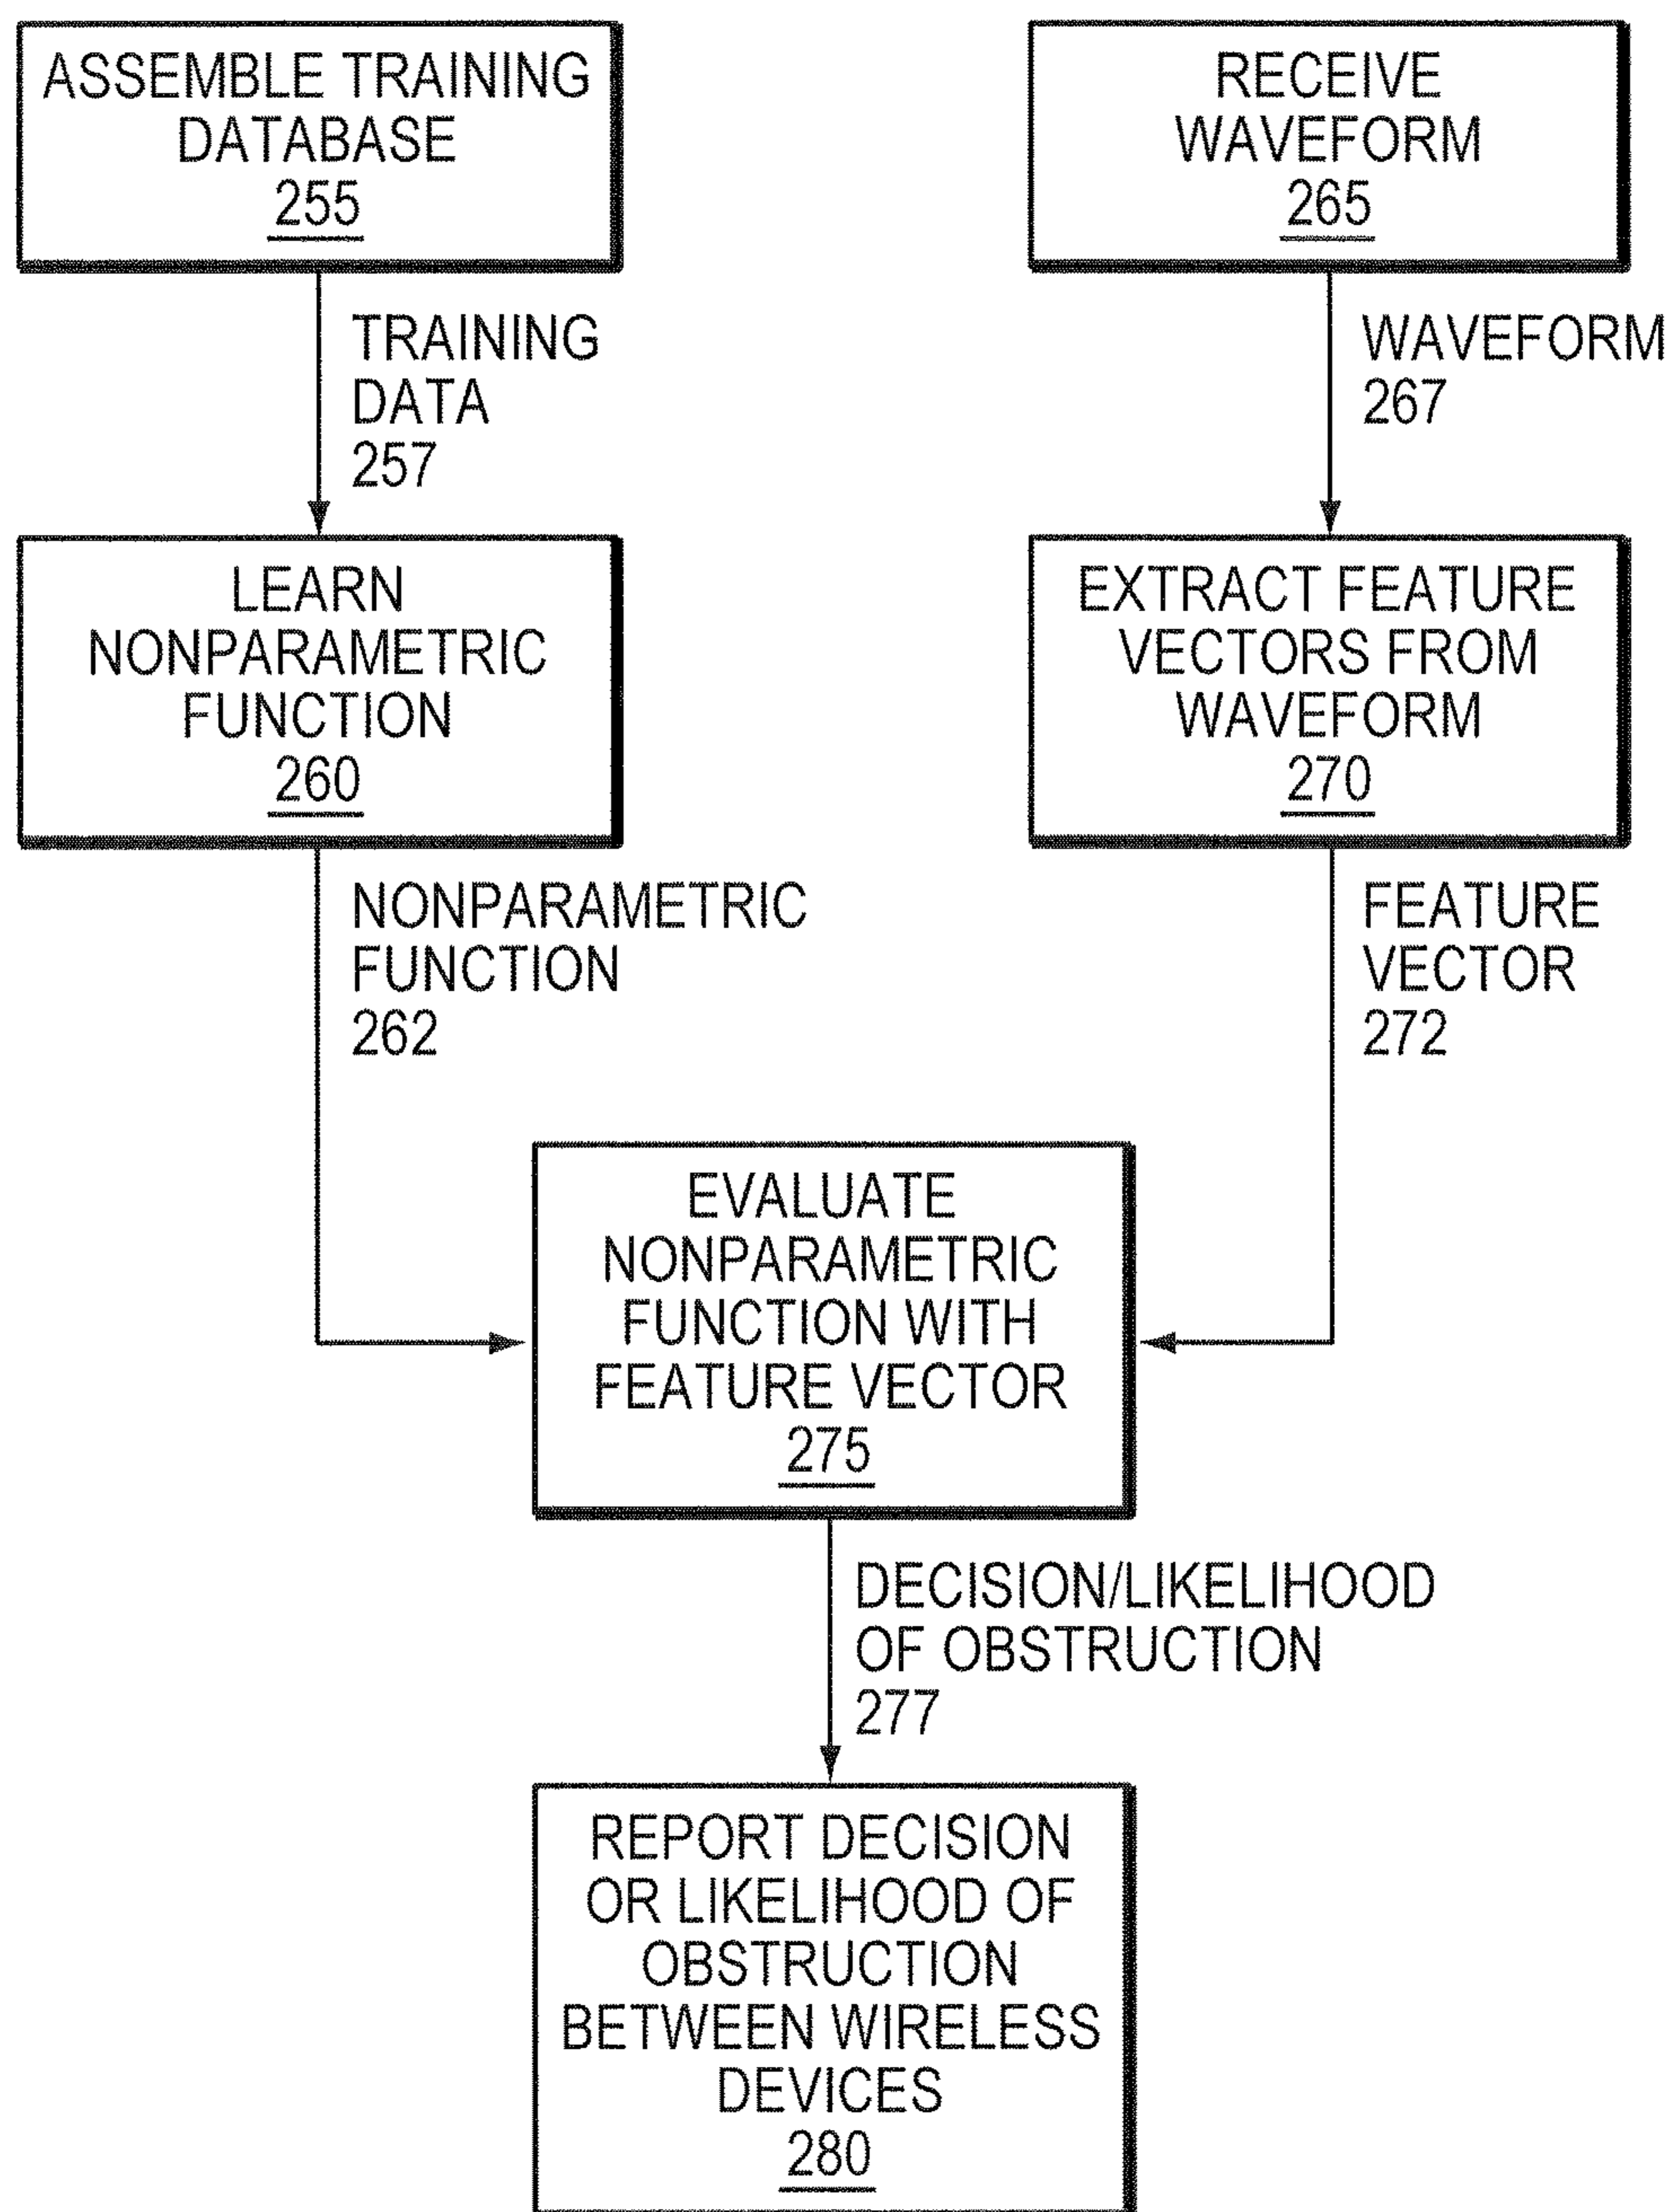 ASSEMBLE TRAINING
DATABASE
255
TRAINING
DATA
257
LEARN
NONPARAMETRIC
FUNCTION
260
NONPARAMETRIC
FUNCTION
262
RECEIVE
WAVEFORM
265
WAVEFORM
267
EXTRACT FEATURE
VECTORS FROM
WAVEFORM
270
FEATURE
VECTOR
272
EVALUATE
NONPARAMETRIC
FUNCTION WITH
FEATURE VECTOR
275
DECISION/LIKELIHOOD
OF OBSTRUCTION
277
REPORT DECISION
OR LIKELIHOOD OF
OBSTRUCTION
BETWEEN WIRELESS
DEVICES
280